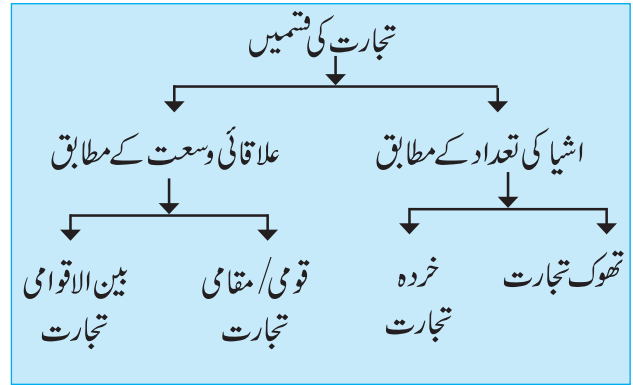 تجارت کی قسمیں
اشیا کی تعداد کے مطابق
علاقائی وسعت کے مطابق
تھوک تجارت
خردہ
تجارت
قومی/ مقامی
تجارت
بین الاقوامی
تجارت